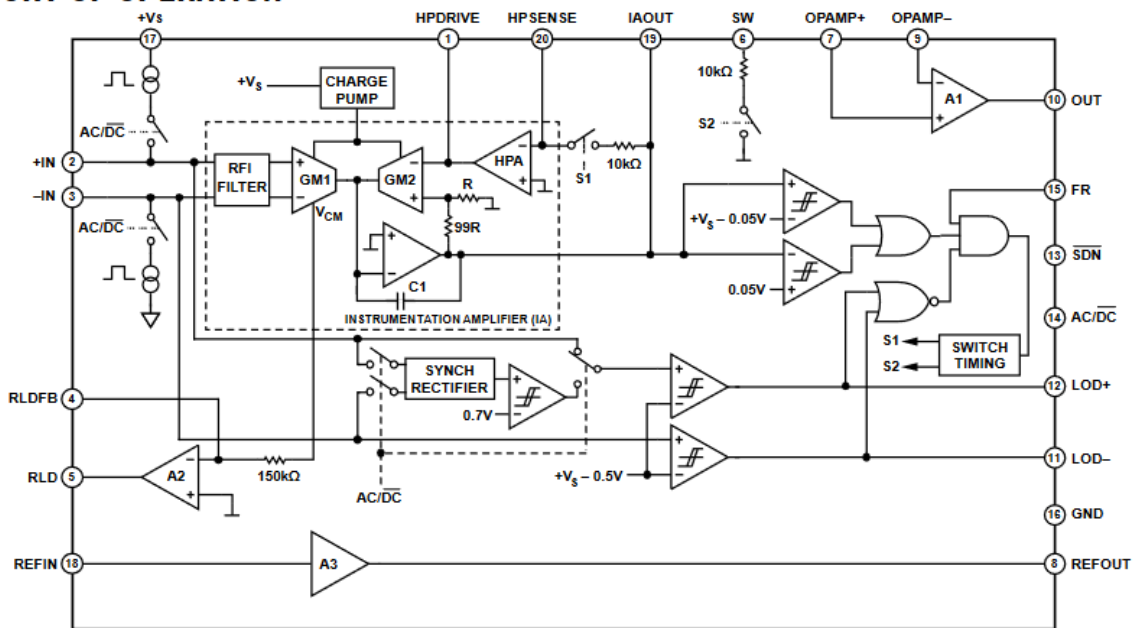 +Vs HPDRIVE HPSENSE IAOUT SW OPAMP+ OPAMP–
17 1 20 19 6 7 9
10kΩ
+VS CHARGE
PUMP
A1 10 OUT
S2
AC/DC
+IN 2
RFI
FILTER
GM1 GM2 HPA
10kΩ
S1
–IN 3
R
15 FR
AC/DC
VCM
+VS – 0.05V
99R
13 SDN
C1
0.05V
INSTRUMENTATION AMPLIFIER (IA)
14 AC/DC
S1
S2
SWITCH
TIMING
SYNCH
RECTIFIER
12 LOD+
RLDFB 4
0.7V
RLD 5
A2
150kΩ
+VS – 0.5V
11 LOD–
AC/DC
16 GND
REFIN 18 A3 8 REFOUT